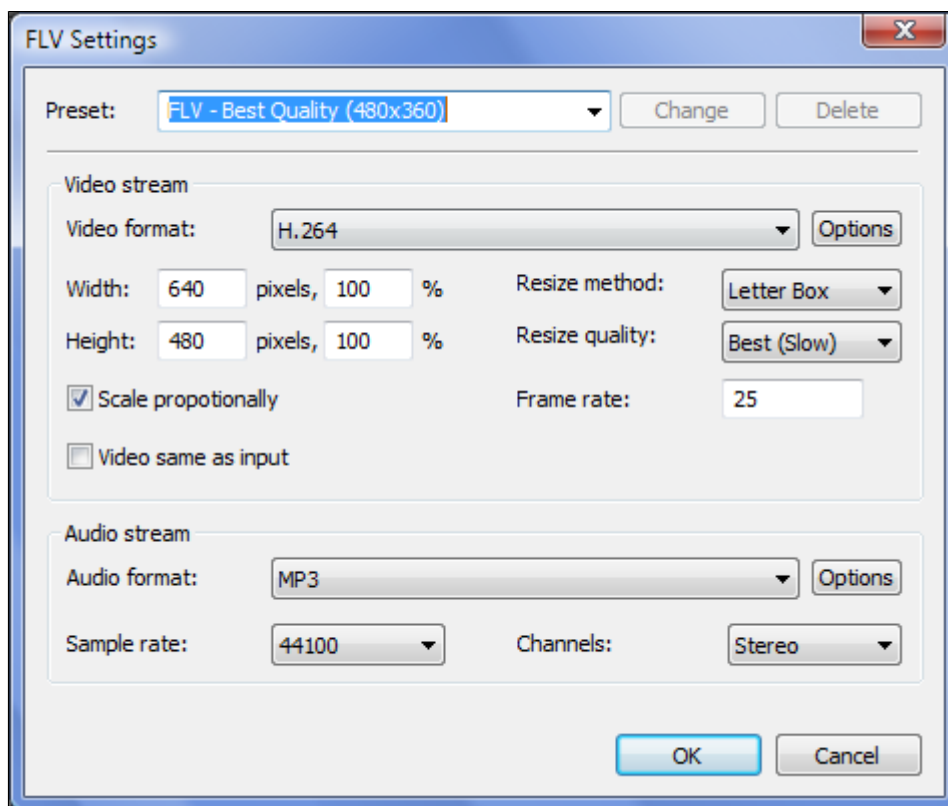 FLV Settings
Preset: FLV - Best Quality (480x360) Change Delete
Video stream
Video format: H.264 Options
Width: 640 pixels, 100 % Resize method: Letter Box
Height: 480 pixels, 100 % Resize quality: Best (Slow)
Scale propotionally Frame rate: 25
Video same as input
Audio stream
Audio format: MP3 Options
Sample rate: 44100 Channels: Stereo
OK Cancel